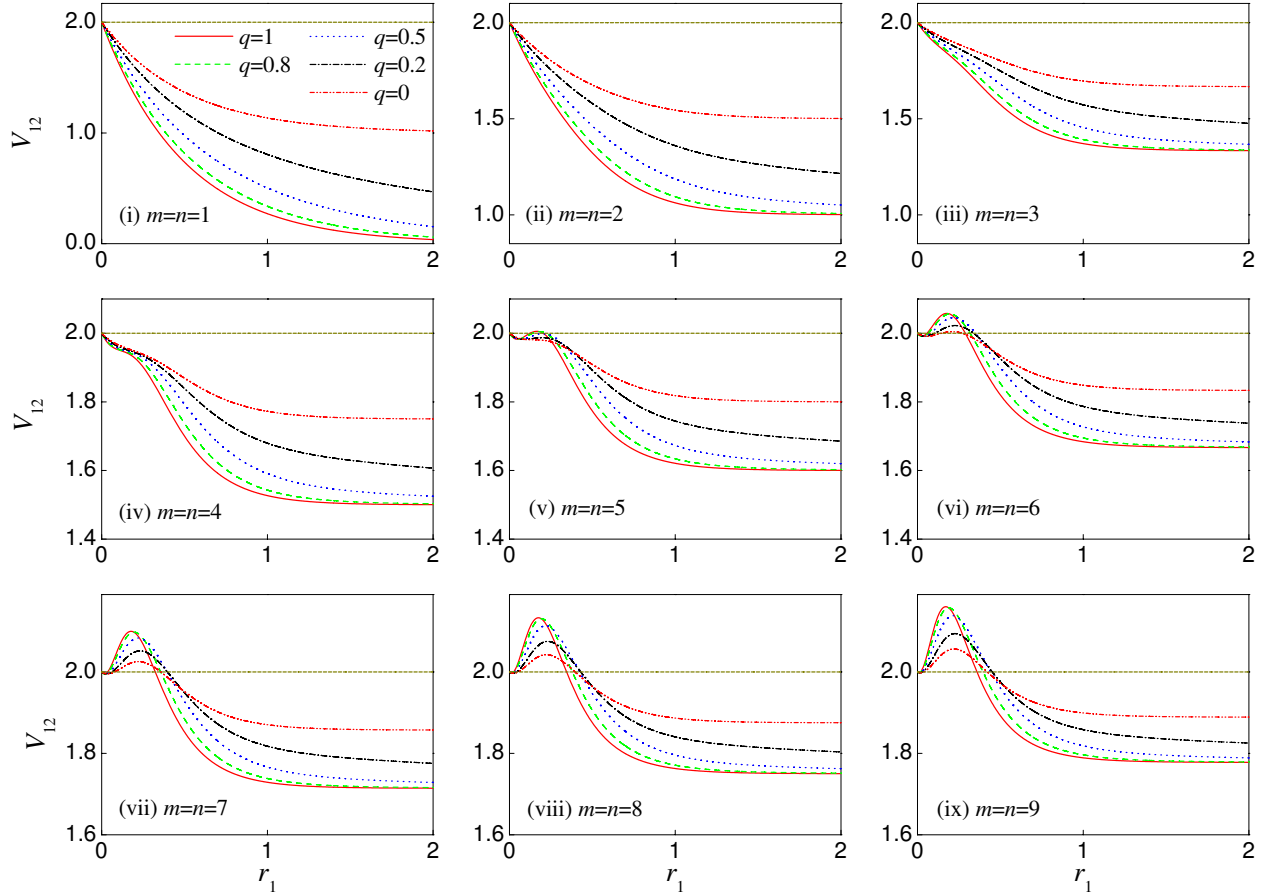 2.0
1.0
0.0
V12
q=1
q=0.5
q=0.8
q=0.2
q=0
(i) m=n=1
0
1
2
2.0
1.5
1.0
(ii) m=n=2
0
1
2
2.0
1.5
1.0
(iii) m=n=3
0
1
2
2.0
1.8
1.6
1.4
V12
(iv) m=n=4
0
1
2
2.0
1.8
1.6
1.4
(v) m=n=5
0
1
2
2.0
1.8
1.6
1.4
(vi) m=n=6
0
1
2
2.0
1.8
1.6
V12
(vii) m=n=7
0
1
2
r1
2.0
1.8
1.6
(viii) m=n=8
0
1
2
r1
2.0
1.8
1.6
(ix) m=n=9
0
1
2
r1